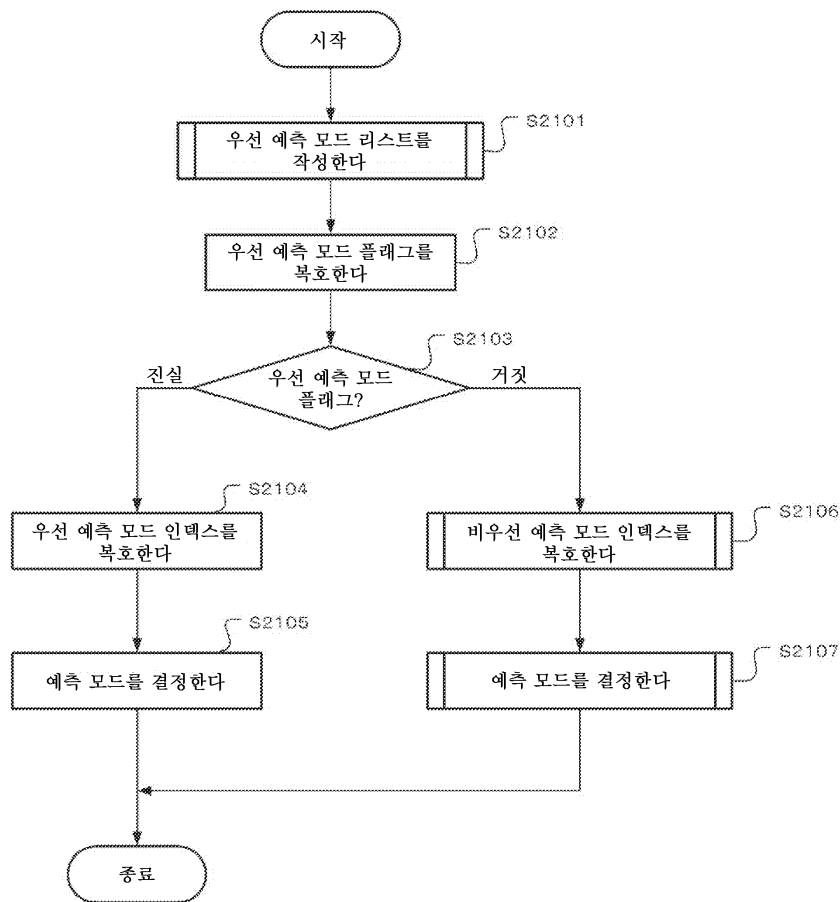 시작
S2101
우선 예측 모드 리스트를
작성한다
S2102
우선 예측 모드 플래그를
복호한다
S2103
진실
우선 예측 모드
플래그?
거짓
S2104
우선 예측 모드 인덱스를
복호한다
S2106
비우선 예측 모드 인덱스를
복호한다
S2105
예측 모드를 결정한다
S2107
예측 모드를 결정한다
종료